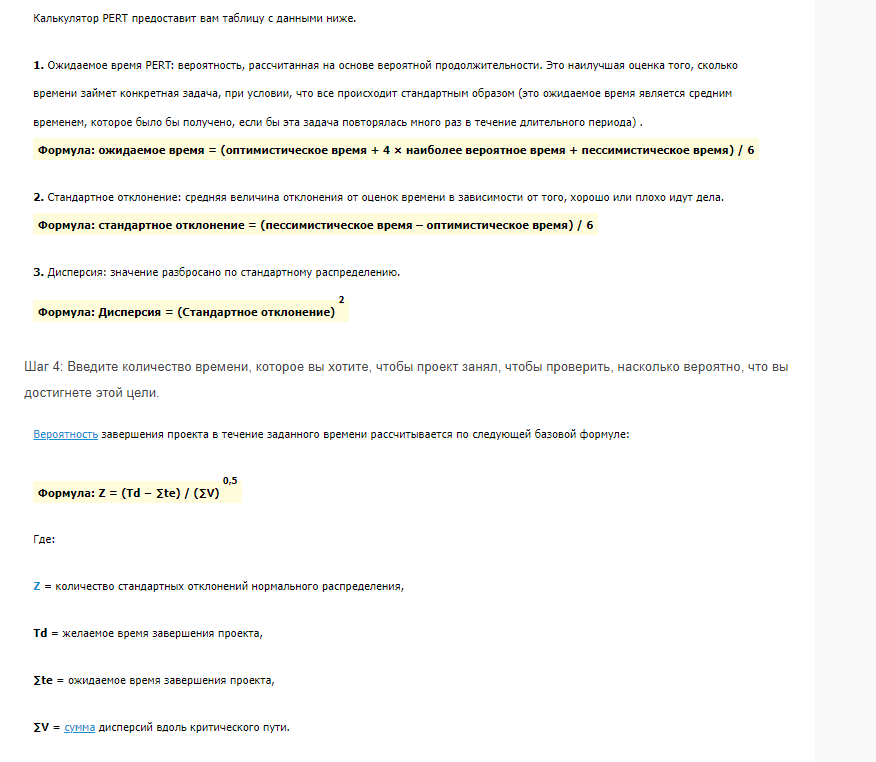 Калькулятор PERT предоставит вам таблицу с данными ниже.
1. Ожидаемое время PERT: вероятность, рассчитанная на основе вероятной продолжительности. Это наилучшая оценка того, сколько
времени займет конкретная задача, при условии, что все происходит стандартным образом (это ожидаемое время является средним
временем, которое было бы получено, если бы эта задача повторялась много раз в течение длительного периода) .
Формула: ожидаемое время = (оптимистическое время + 4 × наиболее вероятное время + пессимистическое время) / 6
2. Стандартное отклонение: средняя величина отклонения от оценок времени в зависимости от того, хорошо или плохо идут дела.
Формула: стандартное отклонение = (пессимистическое время – оптимистическое время) / 6
3. Дисперсия: значение разбросано по стандартному распределению.
Формула: Дисперсия = (Стандартное отклонение) 2
Шаг 4: Введите количество времени, которое вы хотите, чтобы проект занял, чтобы проверить, насколько вероятно, что вы
достигнете этой цели.
Вероятность завершения проекта в течение заданного времени рассчитывается по следующей базовой формуле:
Формула: Z = (Td − ∑te) / (∑V) 0,5
Где:
Z = количество стандартных отклонений нормального распределения,
Td = желаемое время завершения проекта,
∑te = ожидаемое время завершения проекта,
∑V = сумма дисперсий вдоль критического пути.